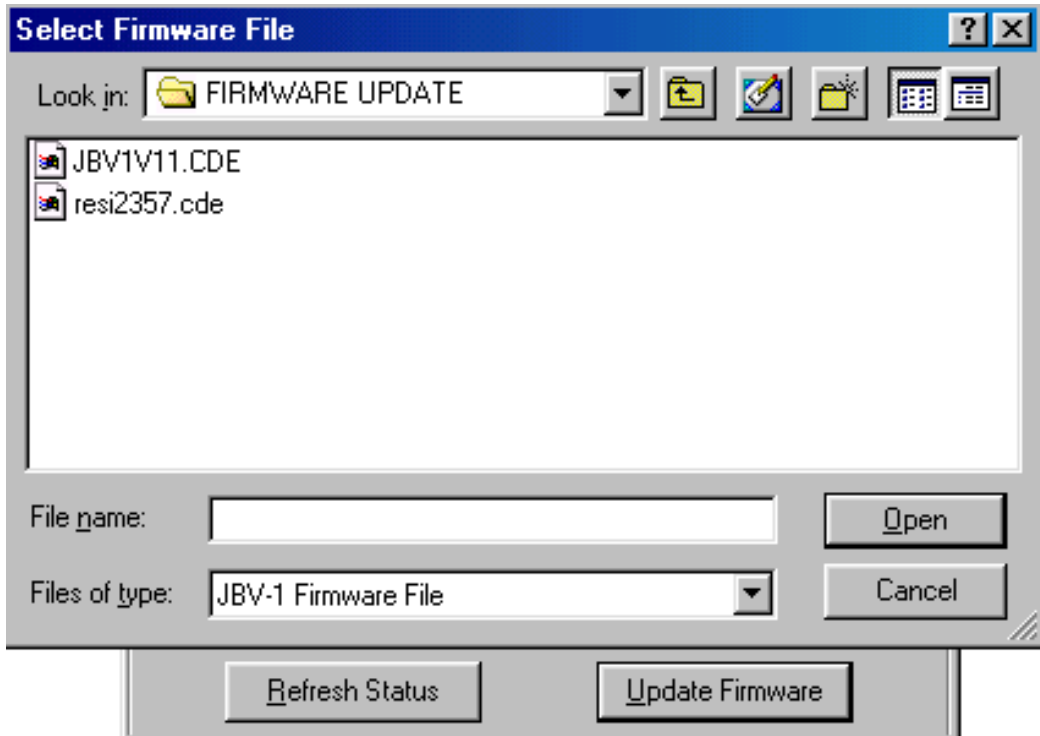 Select Firmware File
Look in: FIRMWARE UPDATE
JBV1V11.CDE
resi2357.cde
File name: Open
Files of type: JBV-1 Firmware File Cancel
Refresh Status Update Firmware